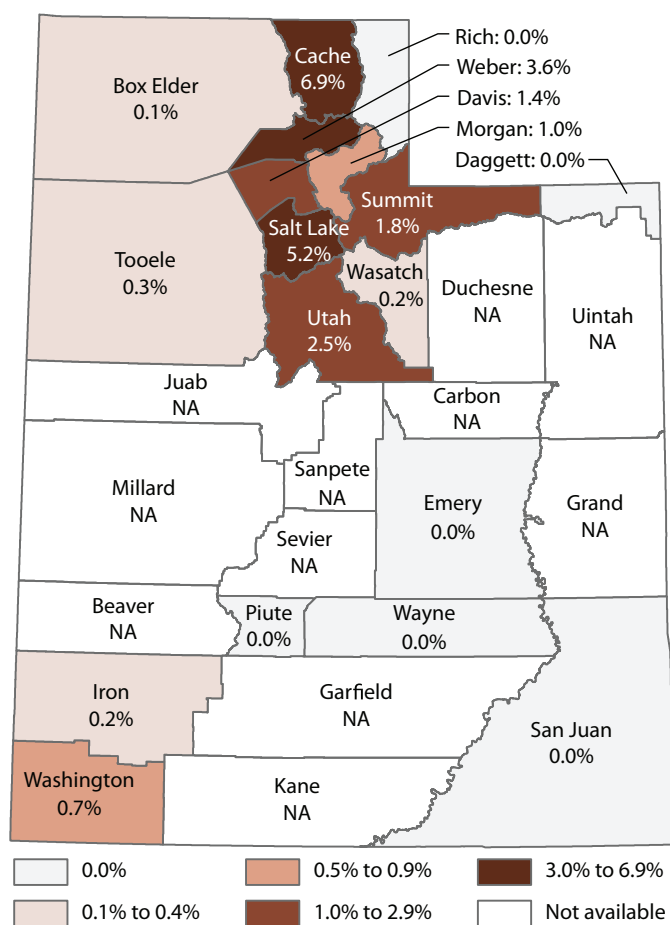 Rich: 0.0%
Weber: 3.6%
Davis: 1.4%
Morgan: 1.0%
Daggett: 0.0%
Cache
6.9%
Box Elder
0.1%
Summit
1.8%
Salt Lake
5.2%
Tooele
0.3%
Wasatch
0.2%
Duchesne
NA
Uintah
NA
Utah
2.5%
Juab
NA
Carbon
NA
Sanpete
NA
Millard
NA
Emery
0.0%
Grand
NA
Sevier
NA
Beaver
NA
Piute
0.0%
Wayne
0.0%
Iron
0.2%
Garfield
NA
San Juan
0.0%
Washington
0.7%
Kane
NA
0.0%
0.5% to 0.9%
3.0% to 6.9%
0.1% to 0.4%
1.0% to 2.9%
Not available